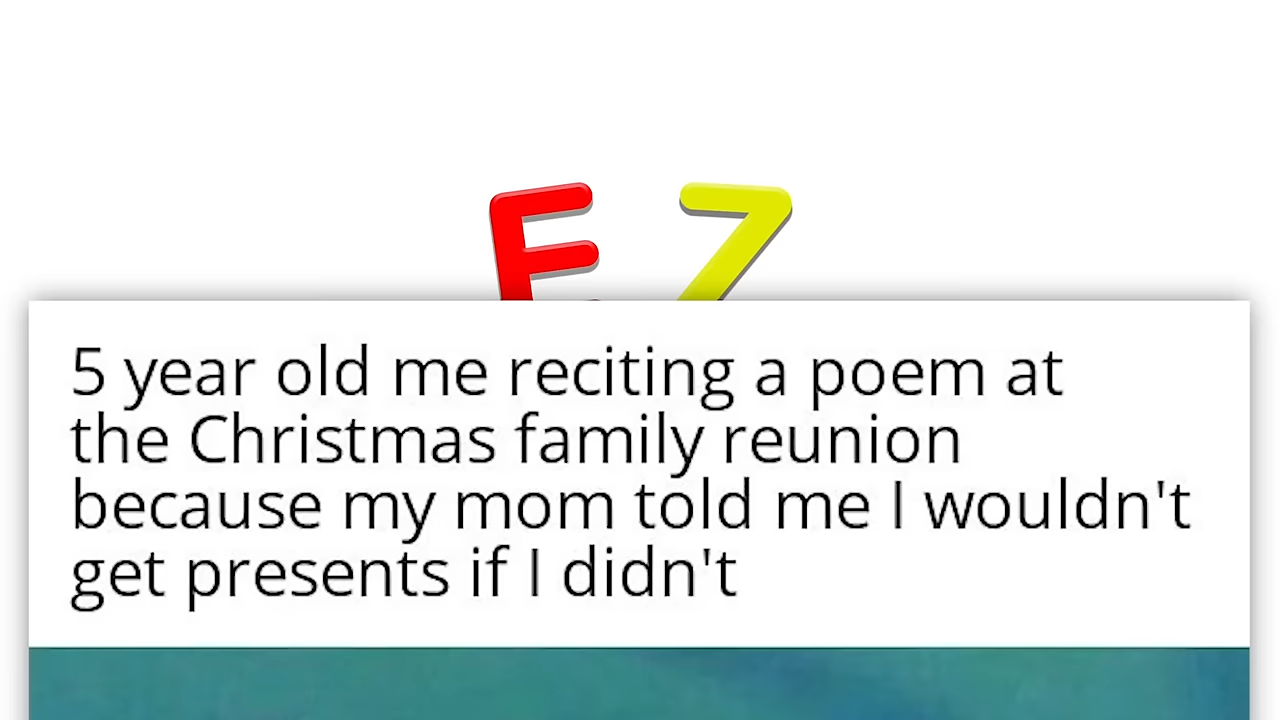 E Z
5 year old me reciting a poem at
the Christmas family reunion
because my mom told me I wouldn't
get presents if I didn't